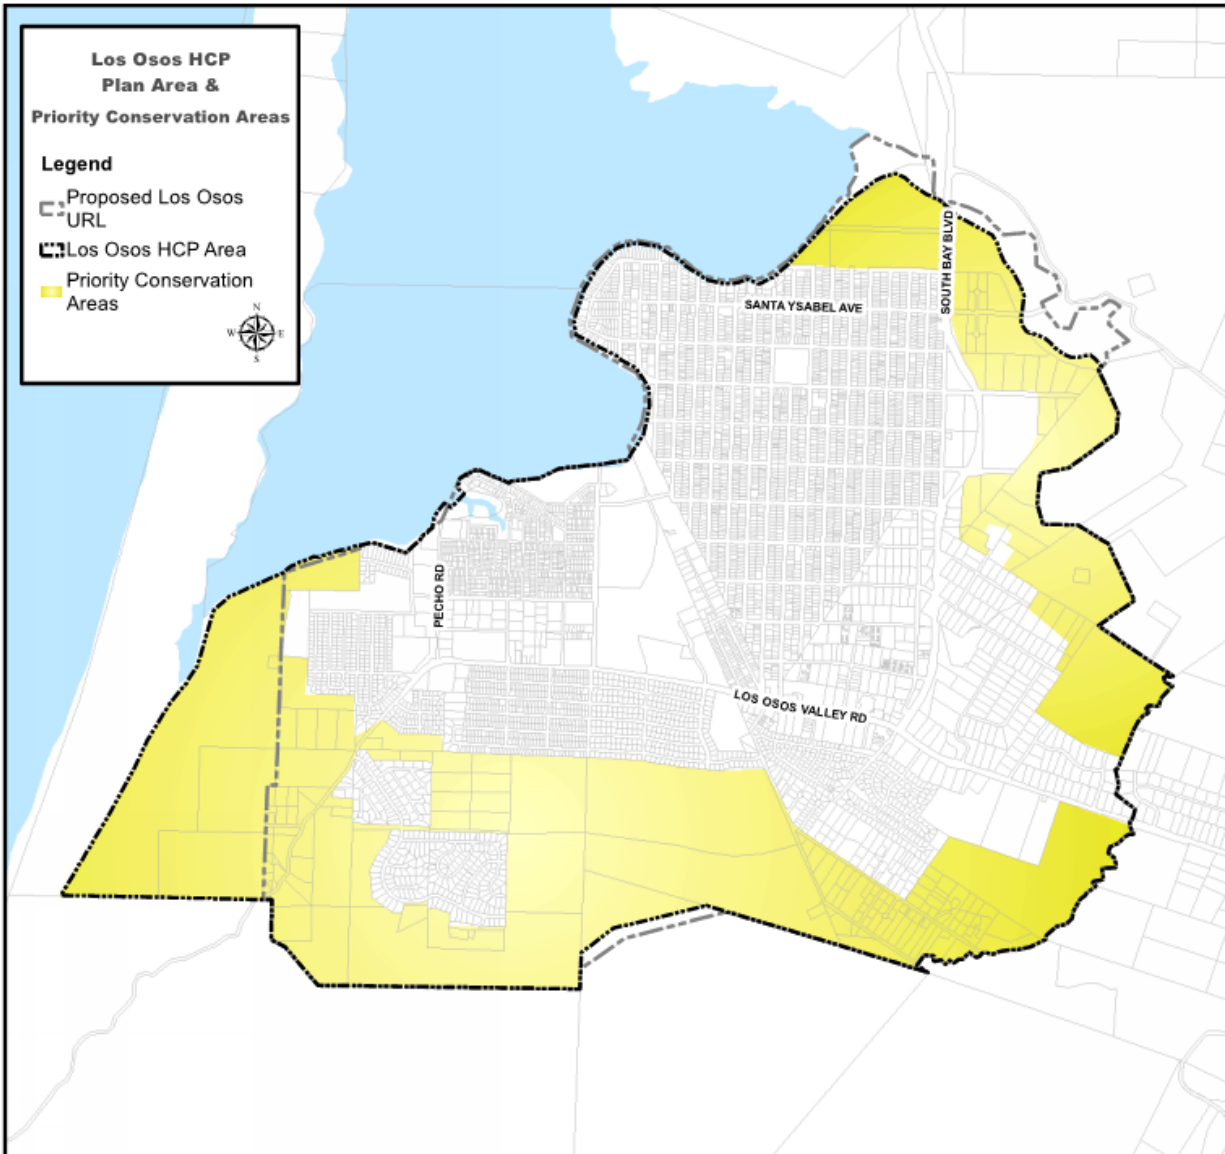 Los Osos HCP
Plan Area &
Priority Conservation Areas
Legend
Proposed Los Osos
URL
Los Osos HCP Area
Priority Conservation
Areas
N
W E
S
SOUTH BAY BLVD
SANTA YSABEL AVE
PECHO RD
LOS OSOS VALLEY RD